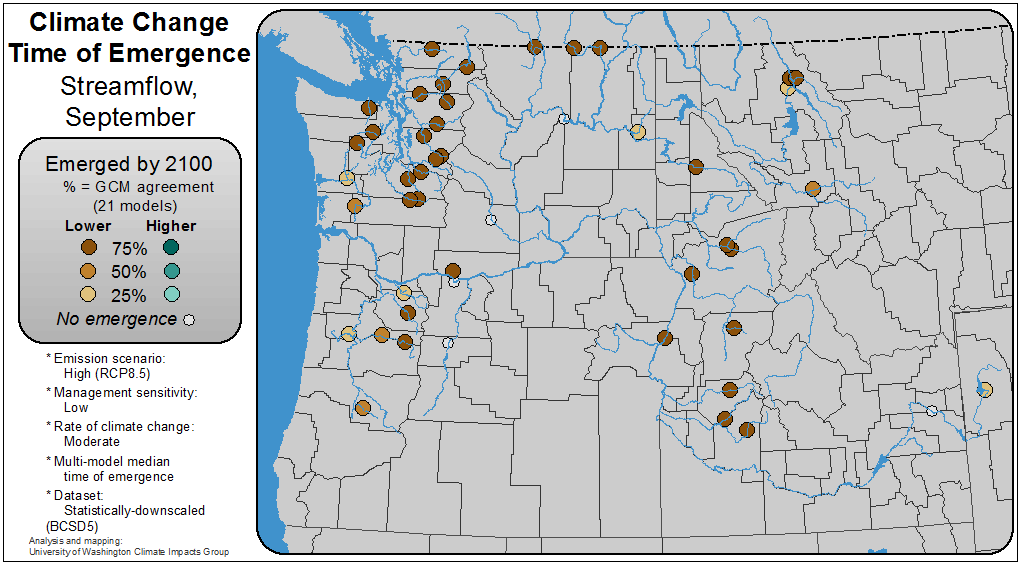 Climate Change
Time of Emergence
Streamflow,
September
Emerged by 2100
% = GCM agreement
(21 models)
Lower Higher
75%
50%
25%
No emergence
* Emission scenario:
High (RCP8.5)
* Management sensitivity:
Low
* Rate of climate change:
Moderate
* Multi-model median
time of emergence
* Dataset:
Statistically-downscaled
(BCSD5)
Analysis and mapping:
University of Washington Climate Impacts Group